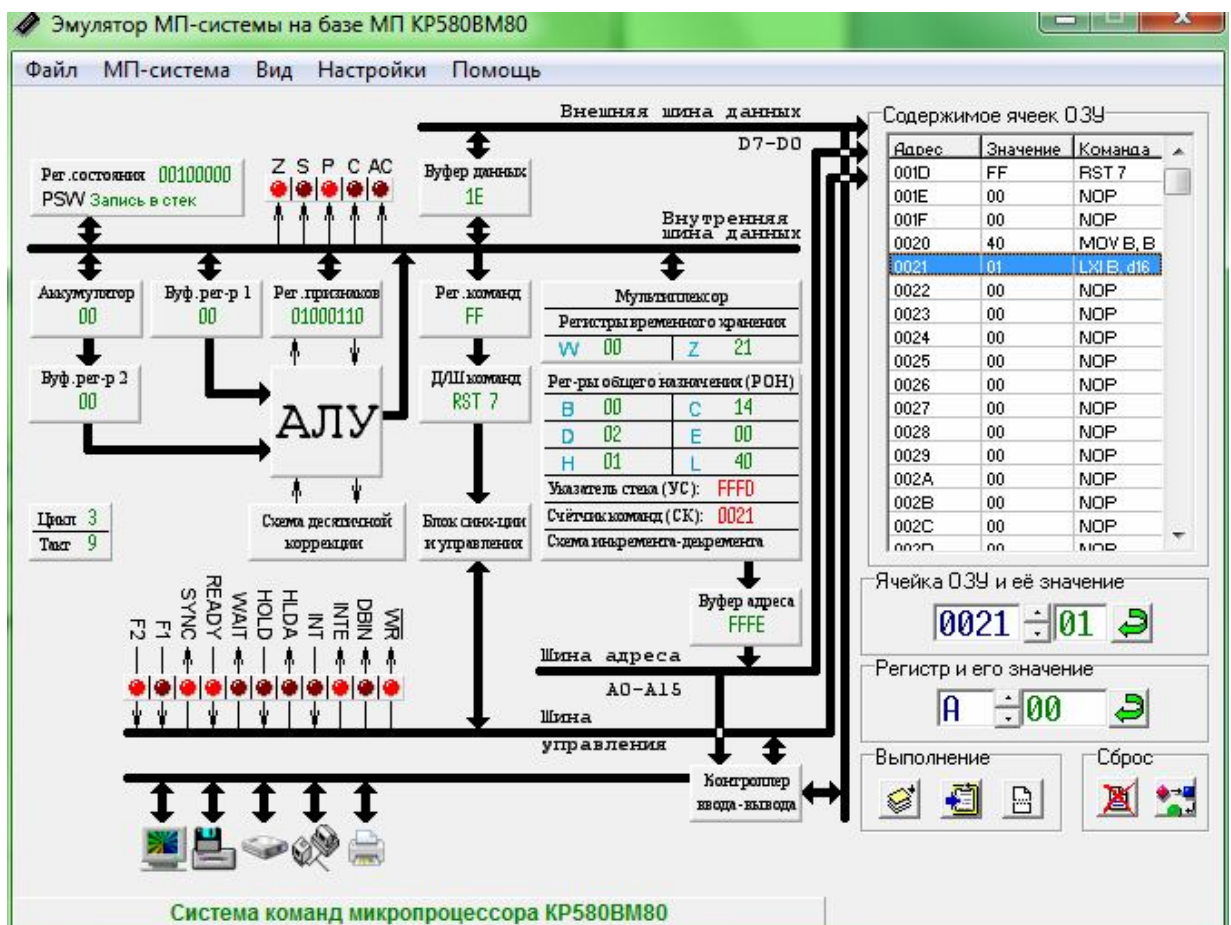 Эмулятор МП-системы на базе МП КР580ВМ80
Файл МП-система Вид Настройки Помощь
Внешняя шина данных
D7-D0
Рег.состояния 00100000
PSW Запись в стек
Z S P C AC
Буфер данных
1E
Внутренняя
шина данных
Аккумулятор
00
Буф.рег-р 1
00
Рег.признаков
01000110
Рег.команд
FF
Мультиплексор
Регистры временного хранения
W 00 Z 21
Буф.рег-р 2
00
АЛУ
Д/Ш команд
RST 7
Рег-ры общего назначения (РОН)
B 00 C 14
D 02 E 00
H 01 L 40
Указатель стека (УС): FFFD
Счётчик команд (СК): 0021
Схема инкремента-декремента
Цикл 3
Такт 9
Схема десятичной
коррекции
Блок синх-ции
и управления
Буфер адреса
FFFE
F2 F1 SYNC READY WAIT HOLD HLDA INT INTE DBIN WR
Шина адреса
A0-A15
Шина
управления
Контроллер
ввода-вывода
Содержимое ячеек ОЗУ
Адрес Значение Команда
001D FF RST 7
001E 00 NOP
001F 00 NOP
0020 40 MOV B, B
0021 01 LXI B, d16
0022 00 NOP
0023 00 NOP
0024 00 NOP
0025 00 NOP
0026 00 NOP
0027 00 NOP
0028 00 NOP
0029 00 NOP
002A 00 NOP
002B 00 NOP
002C 00 NOP
002D 00 NOP
Ячейка ОЗУ и её значение
0021 01
Регистр и его значение
A 00
Выполнение
Сброс
Система команд микропроцессора КР580ВМ80